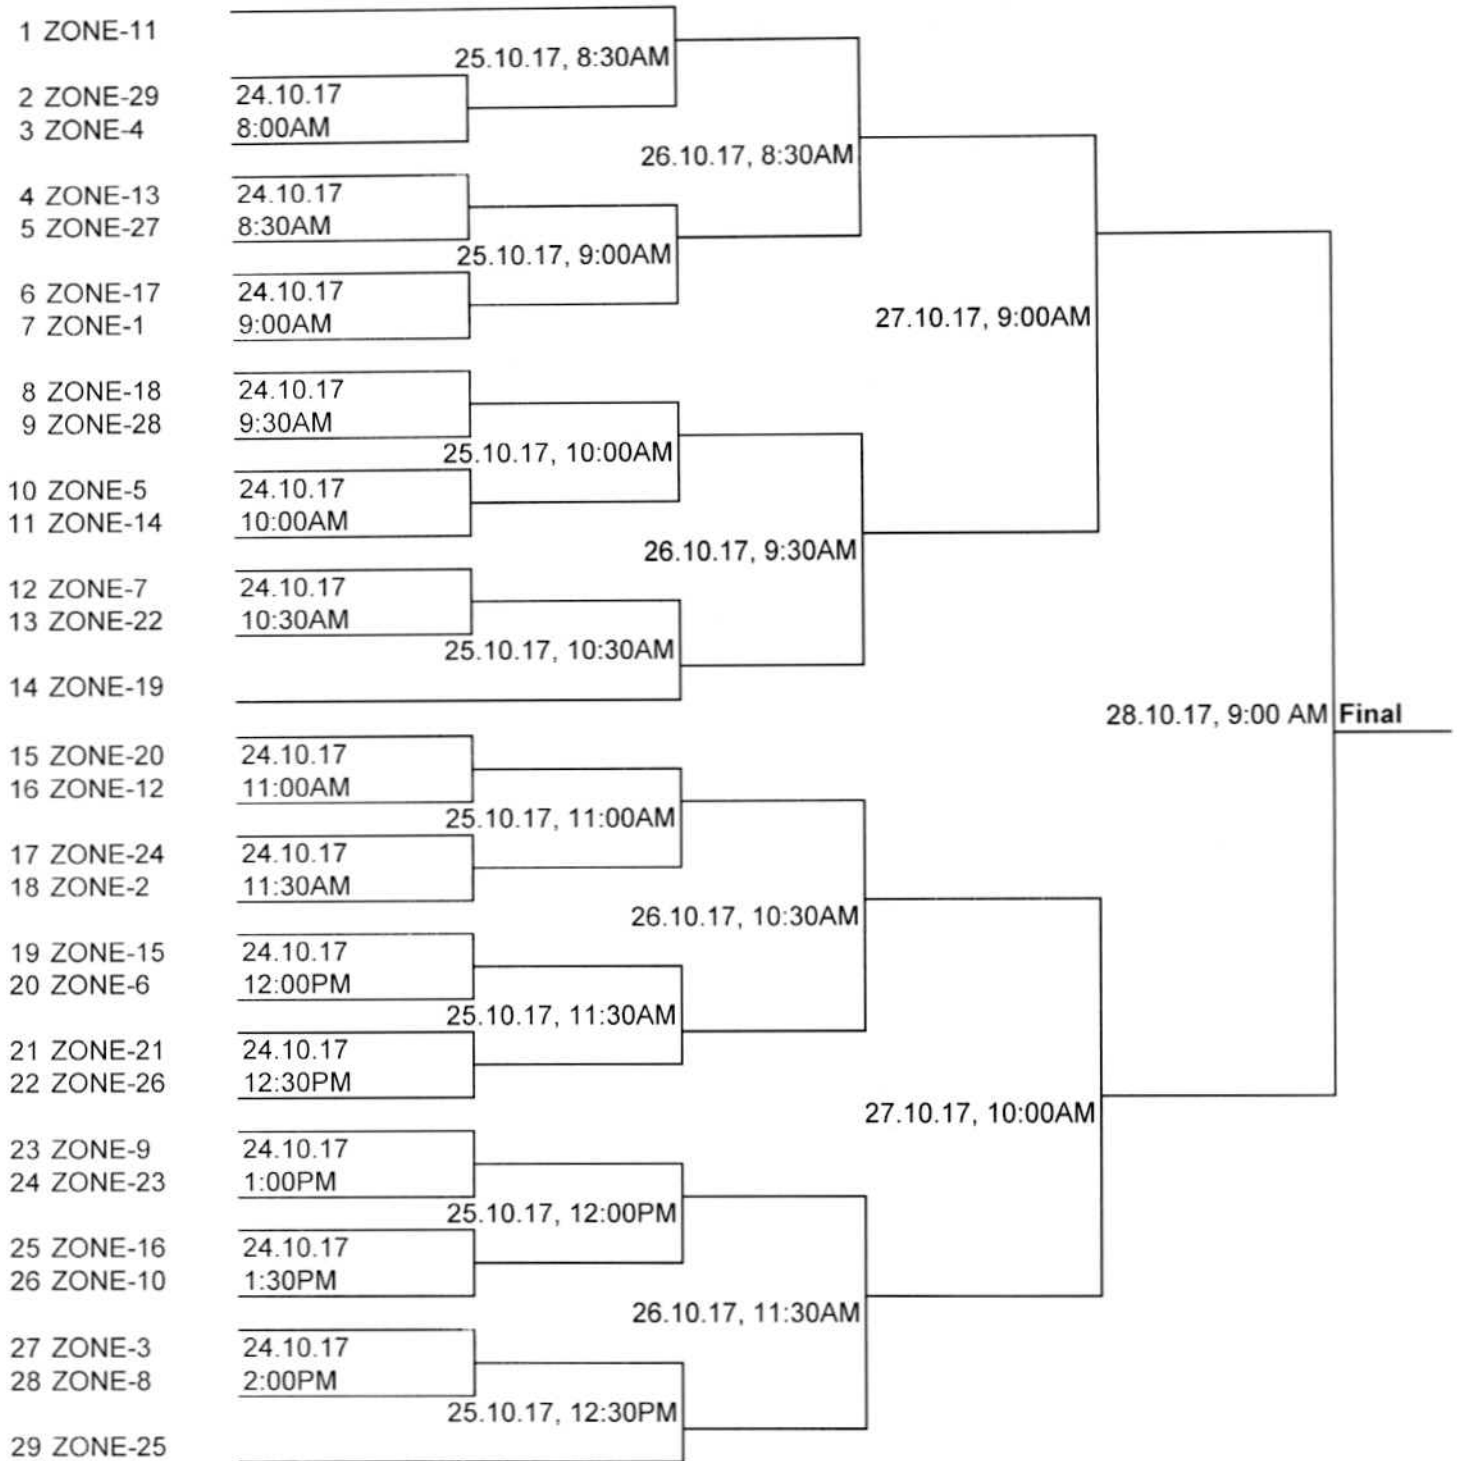 1 ZONE-11
25.10.17, 8:30AM
2 ZONE-29 24.10.17
3 ZONE-4 8:00AM
26.10.17, 8:30AM
4 ZONE-13 24.10.17
5 ZONE-27 8:30AM
25.10.17, 9:00AM
6 ZONE-17 24.10.17
7 ZONE-1 9:00AM
27.10.17, 9:00AM
8 ZONE-18 24.10.17
9 ZONE-28 9:30AM
25.10.17, 10:00AM
10 ZONE-5 24.10.17
11 ZONE-14 10:00AM
26.10.17, 9:30AM
12 ZONE-7 24.10.17
13 ZONE-22 10:30AM
25.10.17, 10:30AM
14 ZONE-19
28.10.17, 9:00 AM Final
15 ZONE-20 24.10.17
16 ZONE-12 11:00AM
25.10.17, 11:00AM
17 ZONE-24 24.10.17
18 ZONE-2 11:30AM
26.10.17, 10:30AM
19 ZONE-15 24.10.17
20 ZONE-6 12:00PM
25.10.17, 11:30AM
21 ZONE-21 24.10.17
22 ZONE-26 12:30PM
27.10.17, 10:00AM
23 ZONE-9 24.10.17
24 ZONE-23 1:00PM
25.10.17, 12:00PM
25 ZONE-16 24.10.17
26 ZONE-10 1:30PM
26.10.17, 11:30AM
27 ZONE-3 24.10.17
28 ZONE-8 2:00PM
25.10.17, 12:30PM
29 ZONE-25